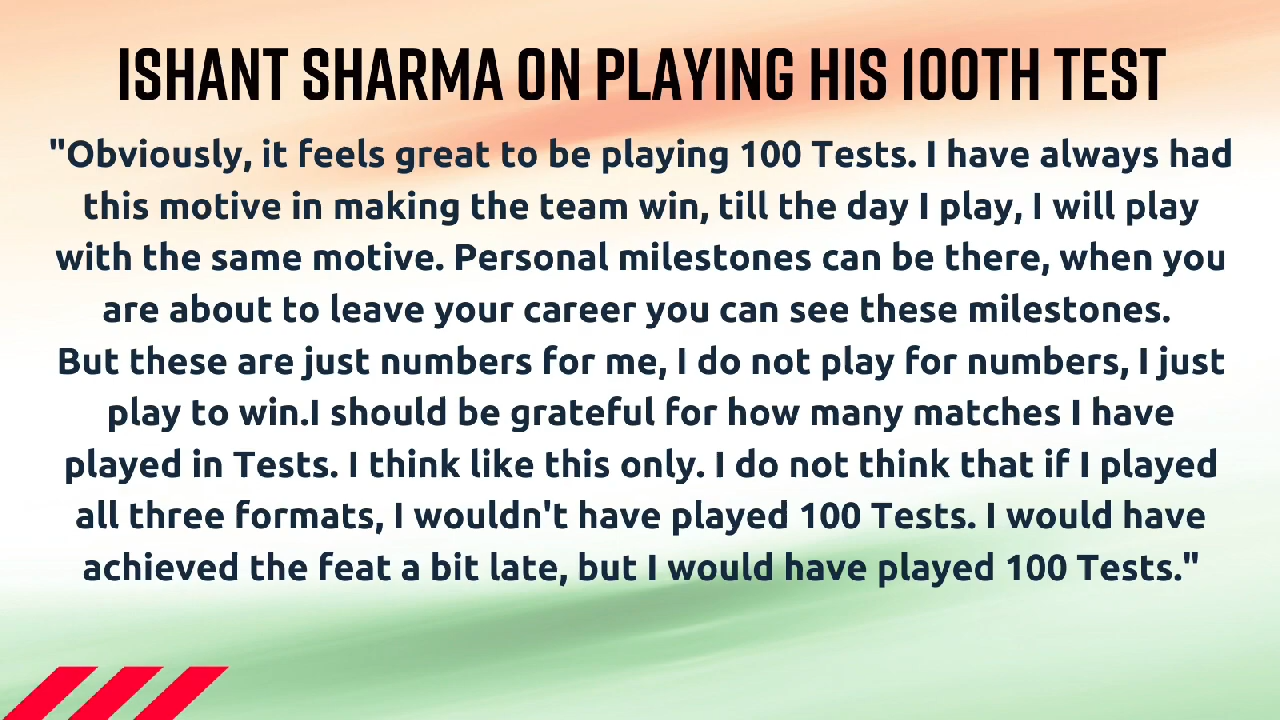 ISHANT SHARMA ON PLAYING HIS 100TH TEST
"Obviously, it feels great to be playing 100 Tests. I have always had
this motive in making the team win, till the day I play, I will play
with the same motive. Personal milestones can be there, when you
are about to leave your career you can see these milestones.
But these are just numbers for me, I do not play for numbers, I just
play to win.I should be grateful for how many matches I have
played in Tests. I think like this only. I do not think that if I played
all three formats, I wouldn't have played 100 Tests. I would have
achieved the feat a bit late, but I would have played 100 Tests."